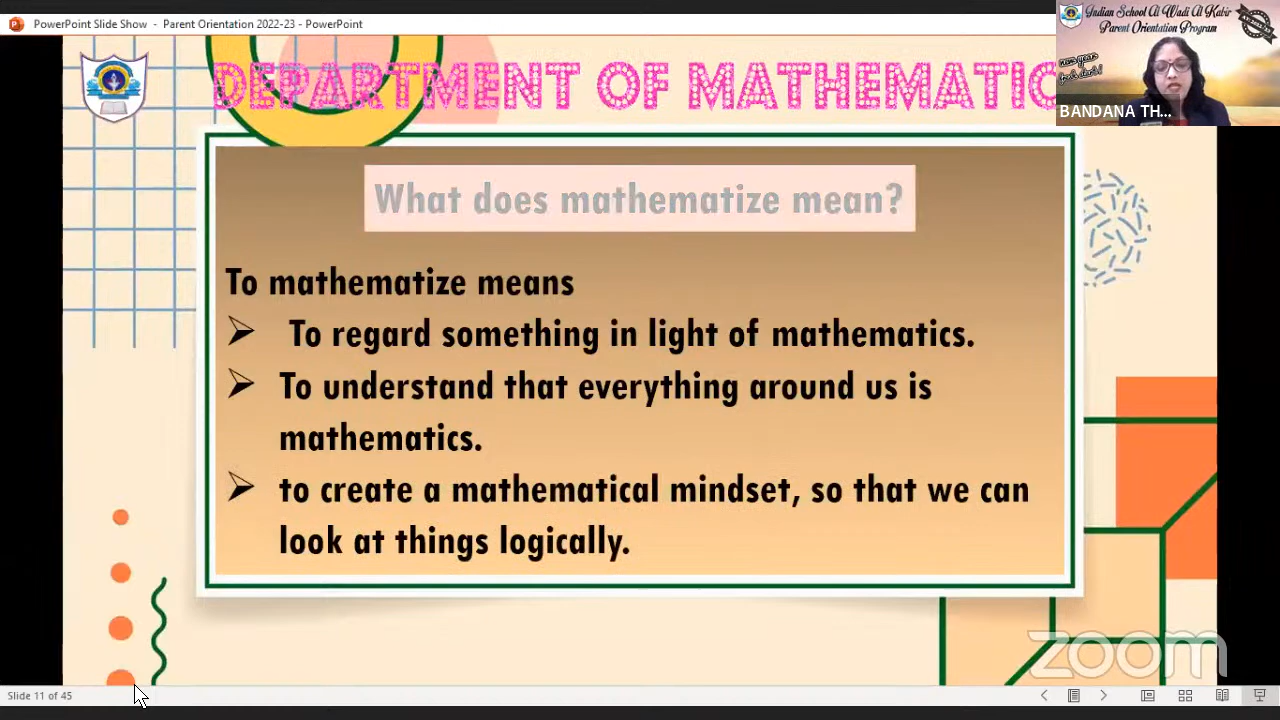 PowerPoint Slide Show - Parent Orientation 2022-23 - PowerPoint
Indian School Al Wadi Al Kabir
Parent Orientation Program
BANDANA TH...
DEPARTMENT OF MATHEMATIC
What does mathematize mean?
To mathematize means
➢ To regard something in light of mathematics.
➢ To understand that everything around us is
mathematics.
➢ to create a mathematical mindset, so that we can
look at things logically.
zoom
Slide 11 of 45